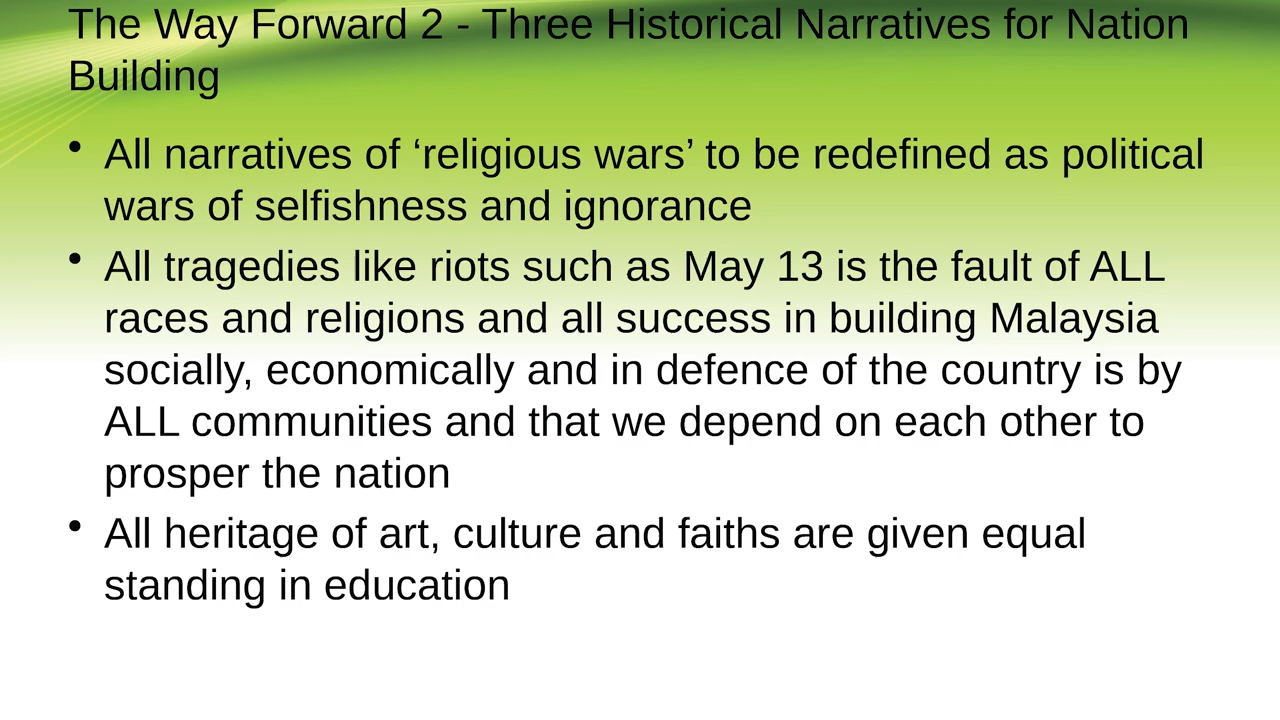 The Way Forward 2 - Three Historical Narratives for Nation
Building
• All narratives of ‘religious wars’ to be redefined as political
wars of selfishness and ignorance
• All tragedies like riots such as May 13 is the fault of ALL
races and religions and all success in building Malaysia
socially, economically and in defence of the country is by
ALL communities and that we depend on each other to
prosper the nation
• All heritage of art, culture and faiths are given equal
standing in education